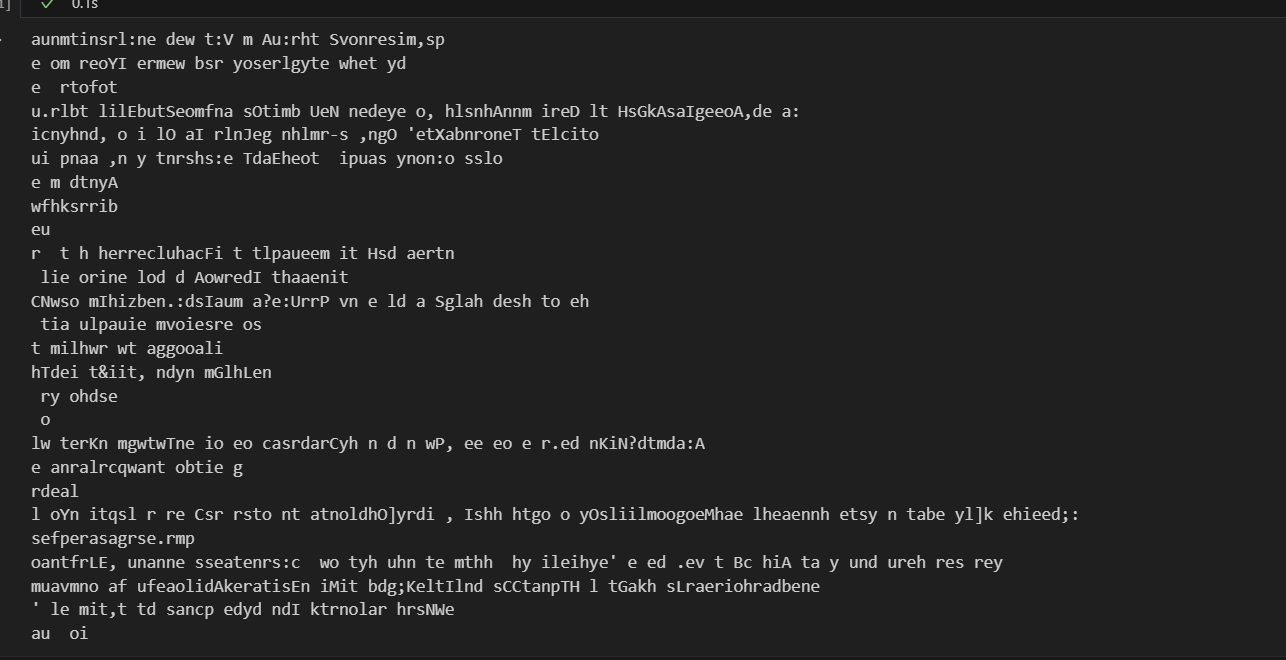 0.1s
aunmtinsrl:ne dew t:V m Au:rht Svonresim,sp
e om reoYI ermew bsr yoserlgyte whet yd
e  rtofot
u.rlbt lilEbutSeomfna sOtimb UeN nedeye o, hlsnhAnnm ireD lt HsGkAsaIgeeoA,de a:
icnyhnd, o i lO aI rlnJeg nhlmr-s ,ngO 'etXabnroneT tElcito
ui pnaa ,n y tnrshs:e TdaEheot  ipuas ynon:o sslo
e m dtnyA
wfhksrrib
eu
r  t h herrecluhacFi t tlpaueem it Hsd aertn
 lie orine lod d AowredI thaaenit
CNwso mIhizben.:dsIaum a?e:UrrP vn e ld a Sglah desh to eh
 tia ulpauie mvoiesre os
t milhwr wt aggooali
hTdei t&iit, ndyn mGlhLen
 ry ohdse
 o
lw terKn mgwtwTne io eo casrdarCyh n d n wP, ee eo e r.ed nKiN?dtmda:A
e anralrcqwant obtie g
rdeal
l oYn itqsl r re Csr rsto nt atnoldhO]yrdi , Ishh htgo o yOsliilmoogoeMhae lheaennh etsy n tabe yl]k ehieed;:
sefperasagrse.rmp
oantfrLE, unanne sseatenrs:c  wo tyh uhn te mthh  hy ileihye' e ed .ev t Bc hiA ta y und ureh res rey
muavmno af ufeaolidAkeratisEn iMit bdg;KeltIlnd sCCtanpTH l tGakh sLraeriohradbene
' le mit,t td sancp edyd ndI ktrnolar hrsNWe
au  oi